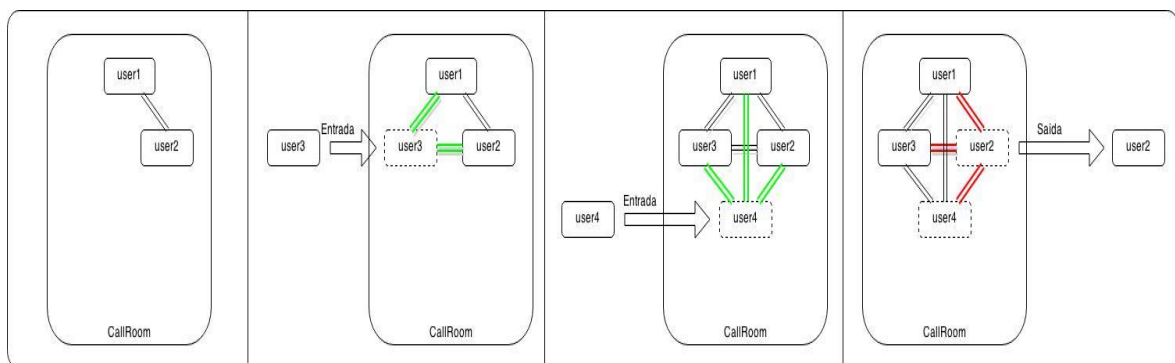 user1
user2
CallRoom
user3
Entrada
user1
user3
user2
CallRoom
user4
Entrada
user1
user3
user2
user4
CallRoom
user1
user3
user2
user4
Saida
user2
CallRoom